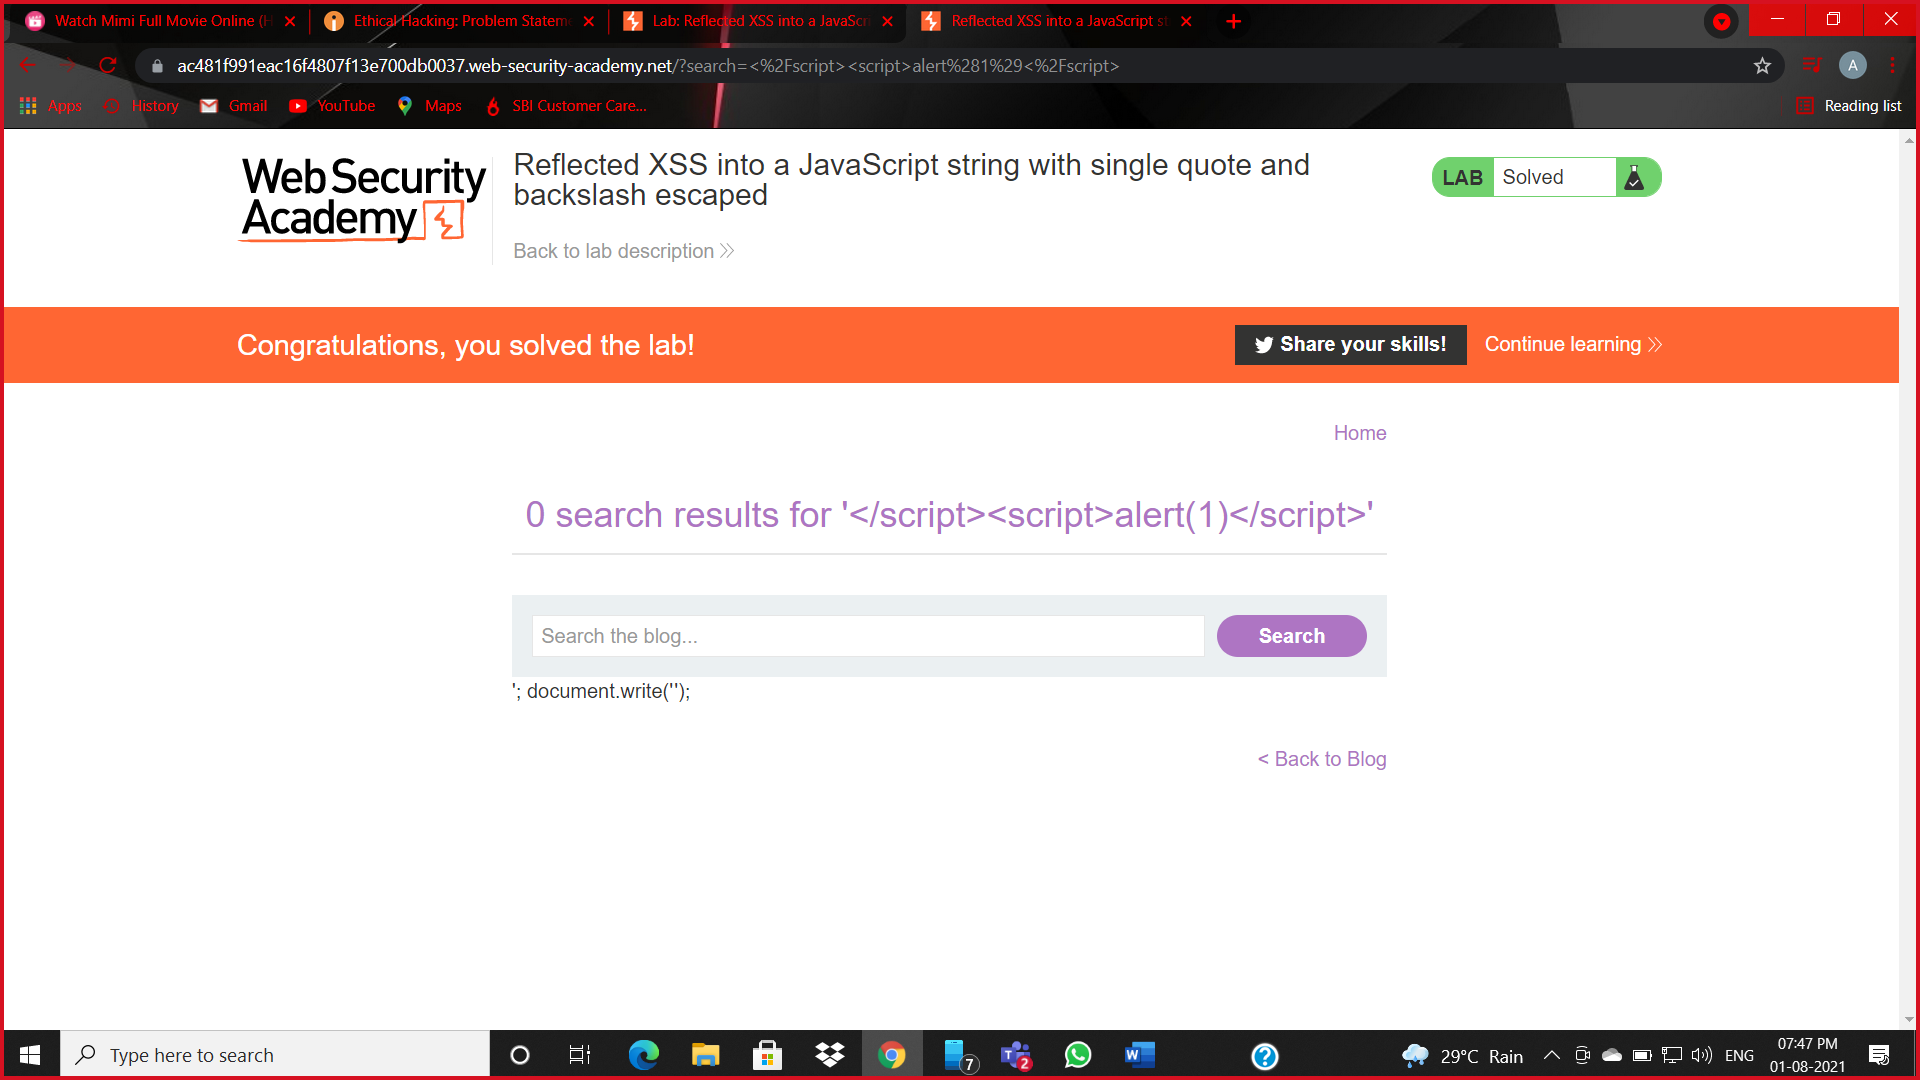 Watch Mimi Full Movie Online (H
Ethical Hacking: Problem Stateme
Lab: Reflected XSS into a JavaScri
Reflected XSS into a JavaScript st
ac481f991eac16f4807f13e700db0037.web-security-academy.net/?search=<%2Fscript><script>alert%281%29<%2Fscript>
A
Apps
History
Gmail
YouTube
Maps
SBI Customer Care...
Reading list
Web Security
Academy
Reflected XSS into a JavaScript string with single quote and
backslash escaped
Back to lab description
LAB Solved
Congratulations, you solved the lab!
Share your skills!
Continue learning
Home
0 search results for '</script><script>alert(1)</script>'
Search the blog...
Search
'; document.write('');
< Back to Blog
Type here to search
7
2
29°C Rain
ENG
07:47 PM
01-08-2021